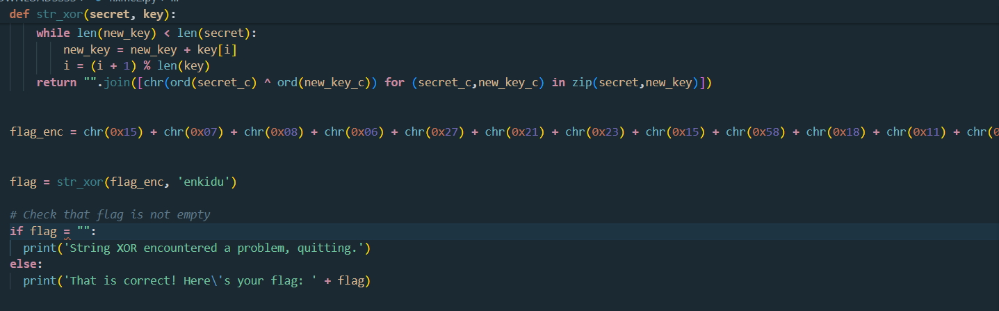 def str_xor(secret, key):
while len(new_key) < len(secret):
new_key = new_key + key[i]
i = (i + 1) % len(key)
return "".join([chr(ord(secret_c) ^ ord(new_key_c)) for (secret_c,new_key_c) in zip(secret,new_key)])
flag_enc = chr(0x15) + chr(0x07) + chr(0x08) + chr(0x06) + chr(0x27) + chr(0x21) + chr(0x23) + chr(0x15) + chr(0x58) + chr(0x18) + chr(0x11) + chr(0
flag = str_xor(flag_enc, 'enkidu')
# Check that flag is not empty
if flag = "":
print('String XOR encountered a problem, quitting.')
else:
print('That is correct! Here\'s your flag: ' + flag)